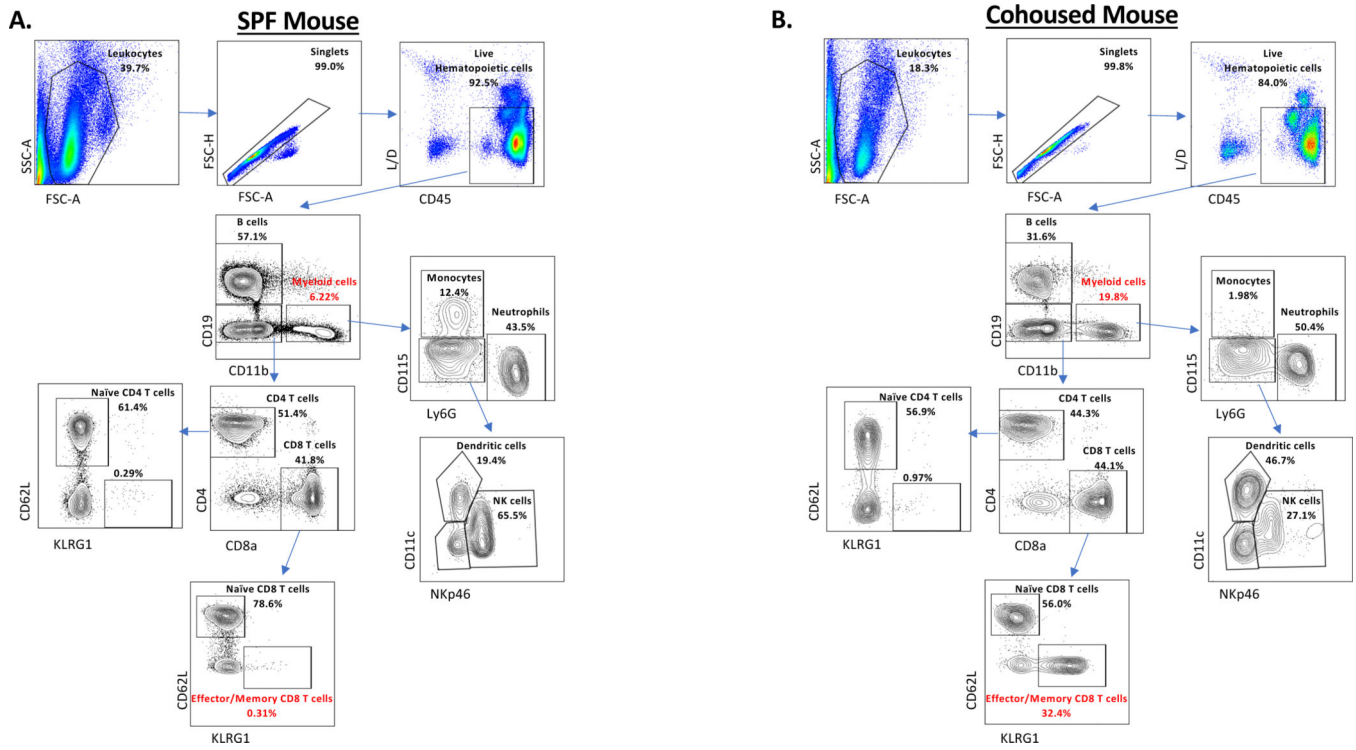 A.
SPF Mouse
Leukocytes
39.7%
SSC-A
FSC-A
Singlets
99.0%
FSC-H
FSC-A
Live
Hematopoietic cells
92.5%
L/D
CD45
B cells
57.1%
Myeloid cells
6.22%
CD19
CD11b
Monocytes
12.4%
Neutrophils
43.5%
CD115
Ly6G
Naïve CD4 T cells
61.4%
0.29%
CD62L
KLRG1
CD4 T cells
51.4%
CD8 T cells
41.8%
CD4
CD8a
Dendritic cells
19.4%
NK cells
65.5%
CD11c
NKp46
Naïve CD8 T cells
78.6%
CD62L
Effector/Memory CD8 T cells
0.31%
KLRG1
B.
Cohoused Mouse
Leukocytes
18.3%
SSC-A
FSC-A
Singlets
99.8%
FSC-H
FSC-A
Live
Hematopoietic cells
84.0%
L/D
CD45
B cells
31.6%
Myeloid cells
19.8%
CD19
CD11b
Monocytes
1.98%
Neutrophils
50.4%
CD115
Ly6G
Naïve CD4 T cells
56.9%
0.97%
CD62L
KLRG1
CD4 T cells
44.3%
CD8 T cells
44.1%
CD4
CD8a
Dendritic cells
46.7%
NK cells
27.1%
CD11c
NKp46
Naïve CD8 T cells
56.0%
CD62L
Effector/Memory CD8 T cells
32.4%
KLRG1